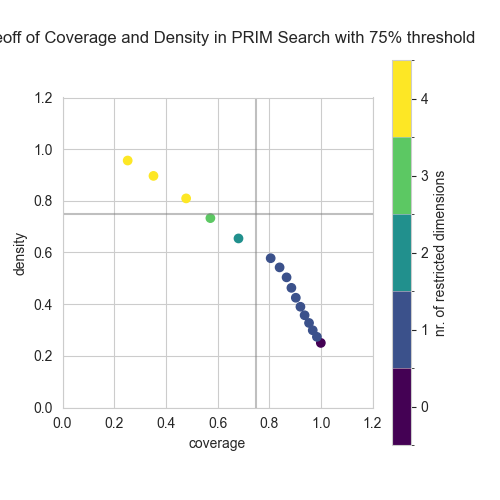 eoff of Coverage and Density in PRIM Search with 75% threshold
1.2
1.0
0.8
0.6
0.4
0.2
0.0
density
0.0 0.2 0.4 0.6 0.8 1.0 1.2
coverage
4
3
2
1
0
nr. of restricted dimensions